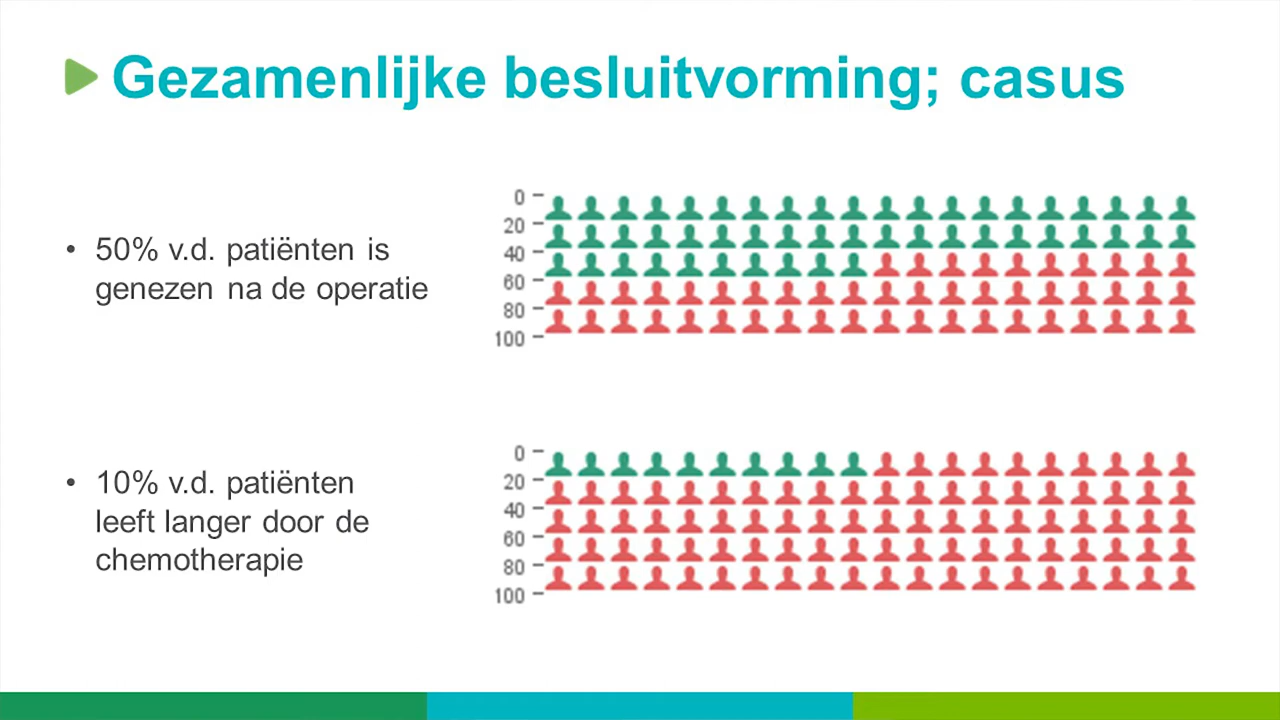 Gezamenlijke besluitvorming; casus
• 50% v.d. patiënten is
genezen na de operatie
0
20
40
60
80
100
• 10% v.d. patiënten
leeft langer door de
chemotherapie
0
20
40
60
80
100